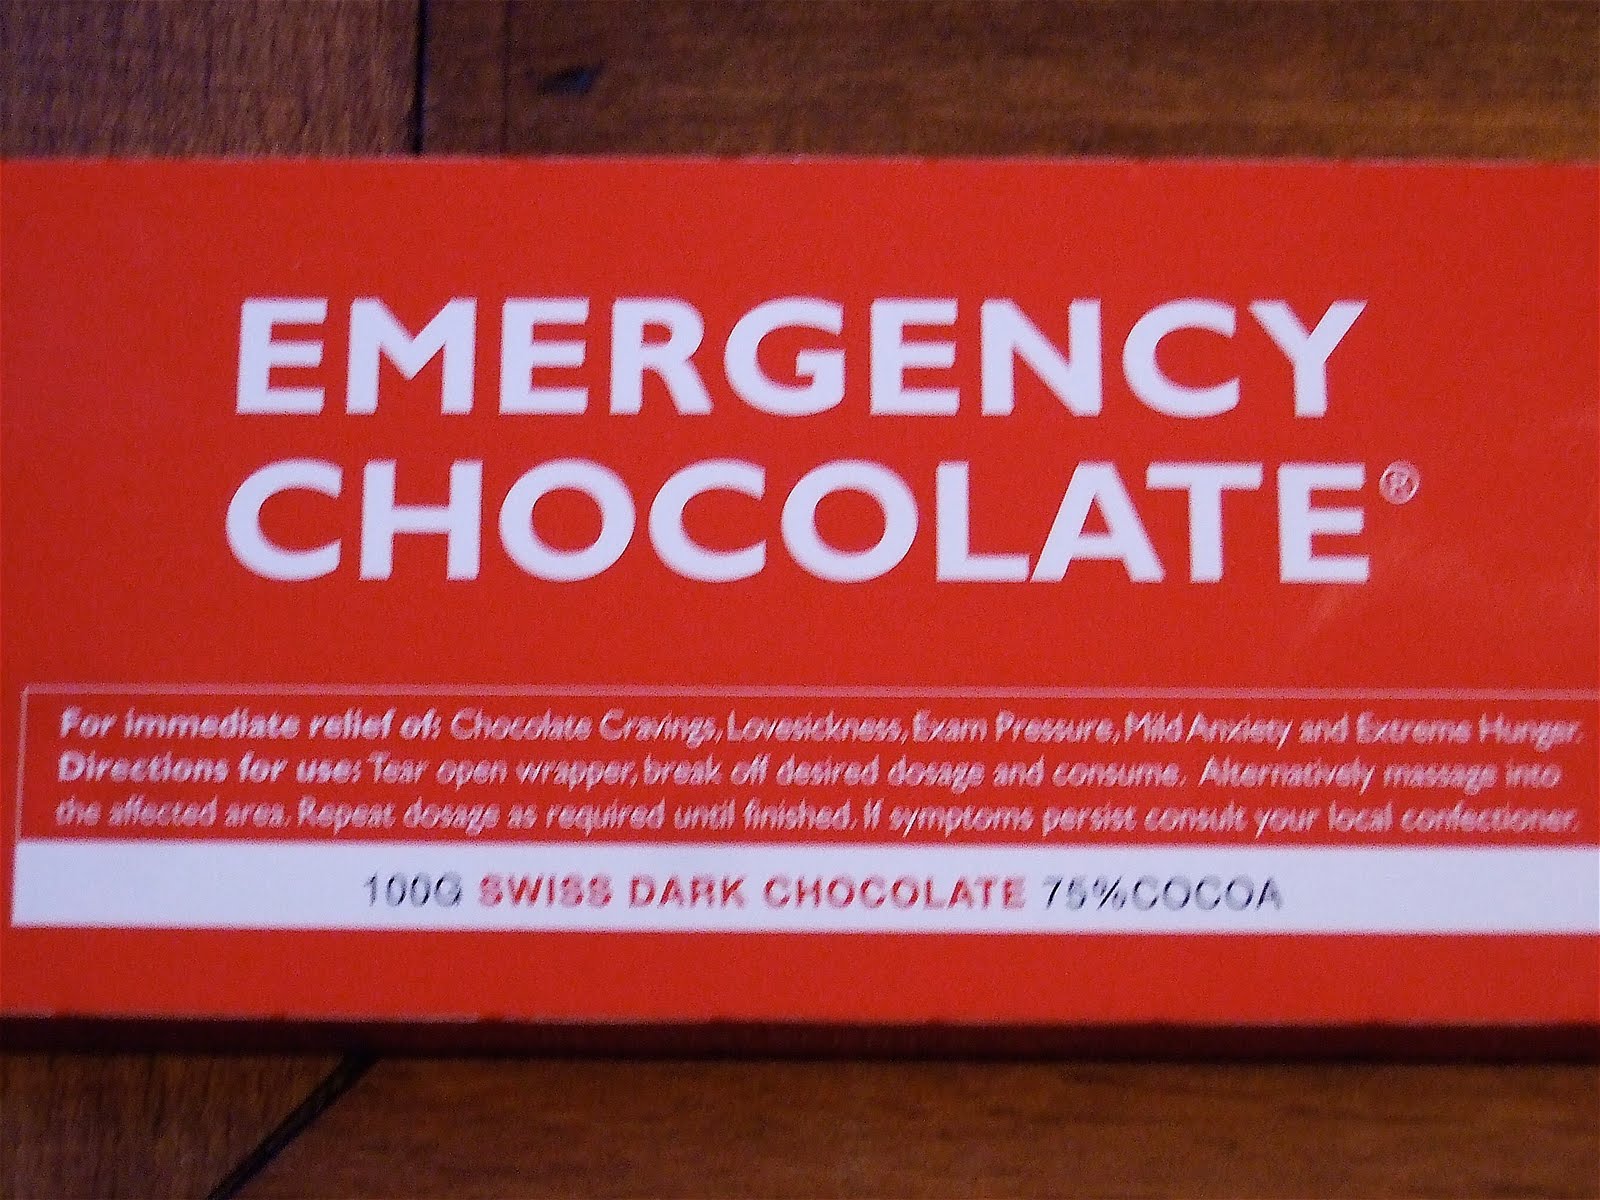 EMERGENCY
CHOCOLATE®
For immediate relief of: Chocolate Cravings, Lovesickness, Exam Pressure, Mild Anxiety and Extreme Hunger.
Directions for use: Tear open wrapper, break off desired dosage and consume. Alternatively massage into
the affected area. Repeat dosage as required until finished. If symptoms persist consult your local confectioner.
100G SWISS DARK CHOCOLATE 75%COCOA